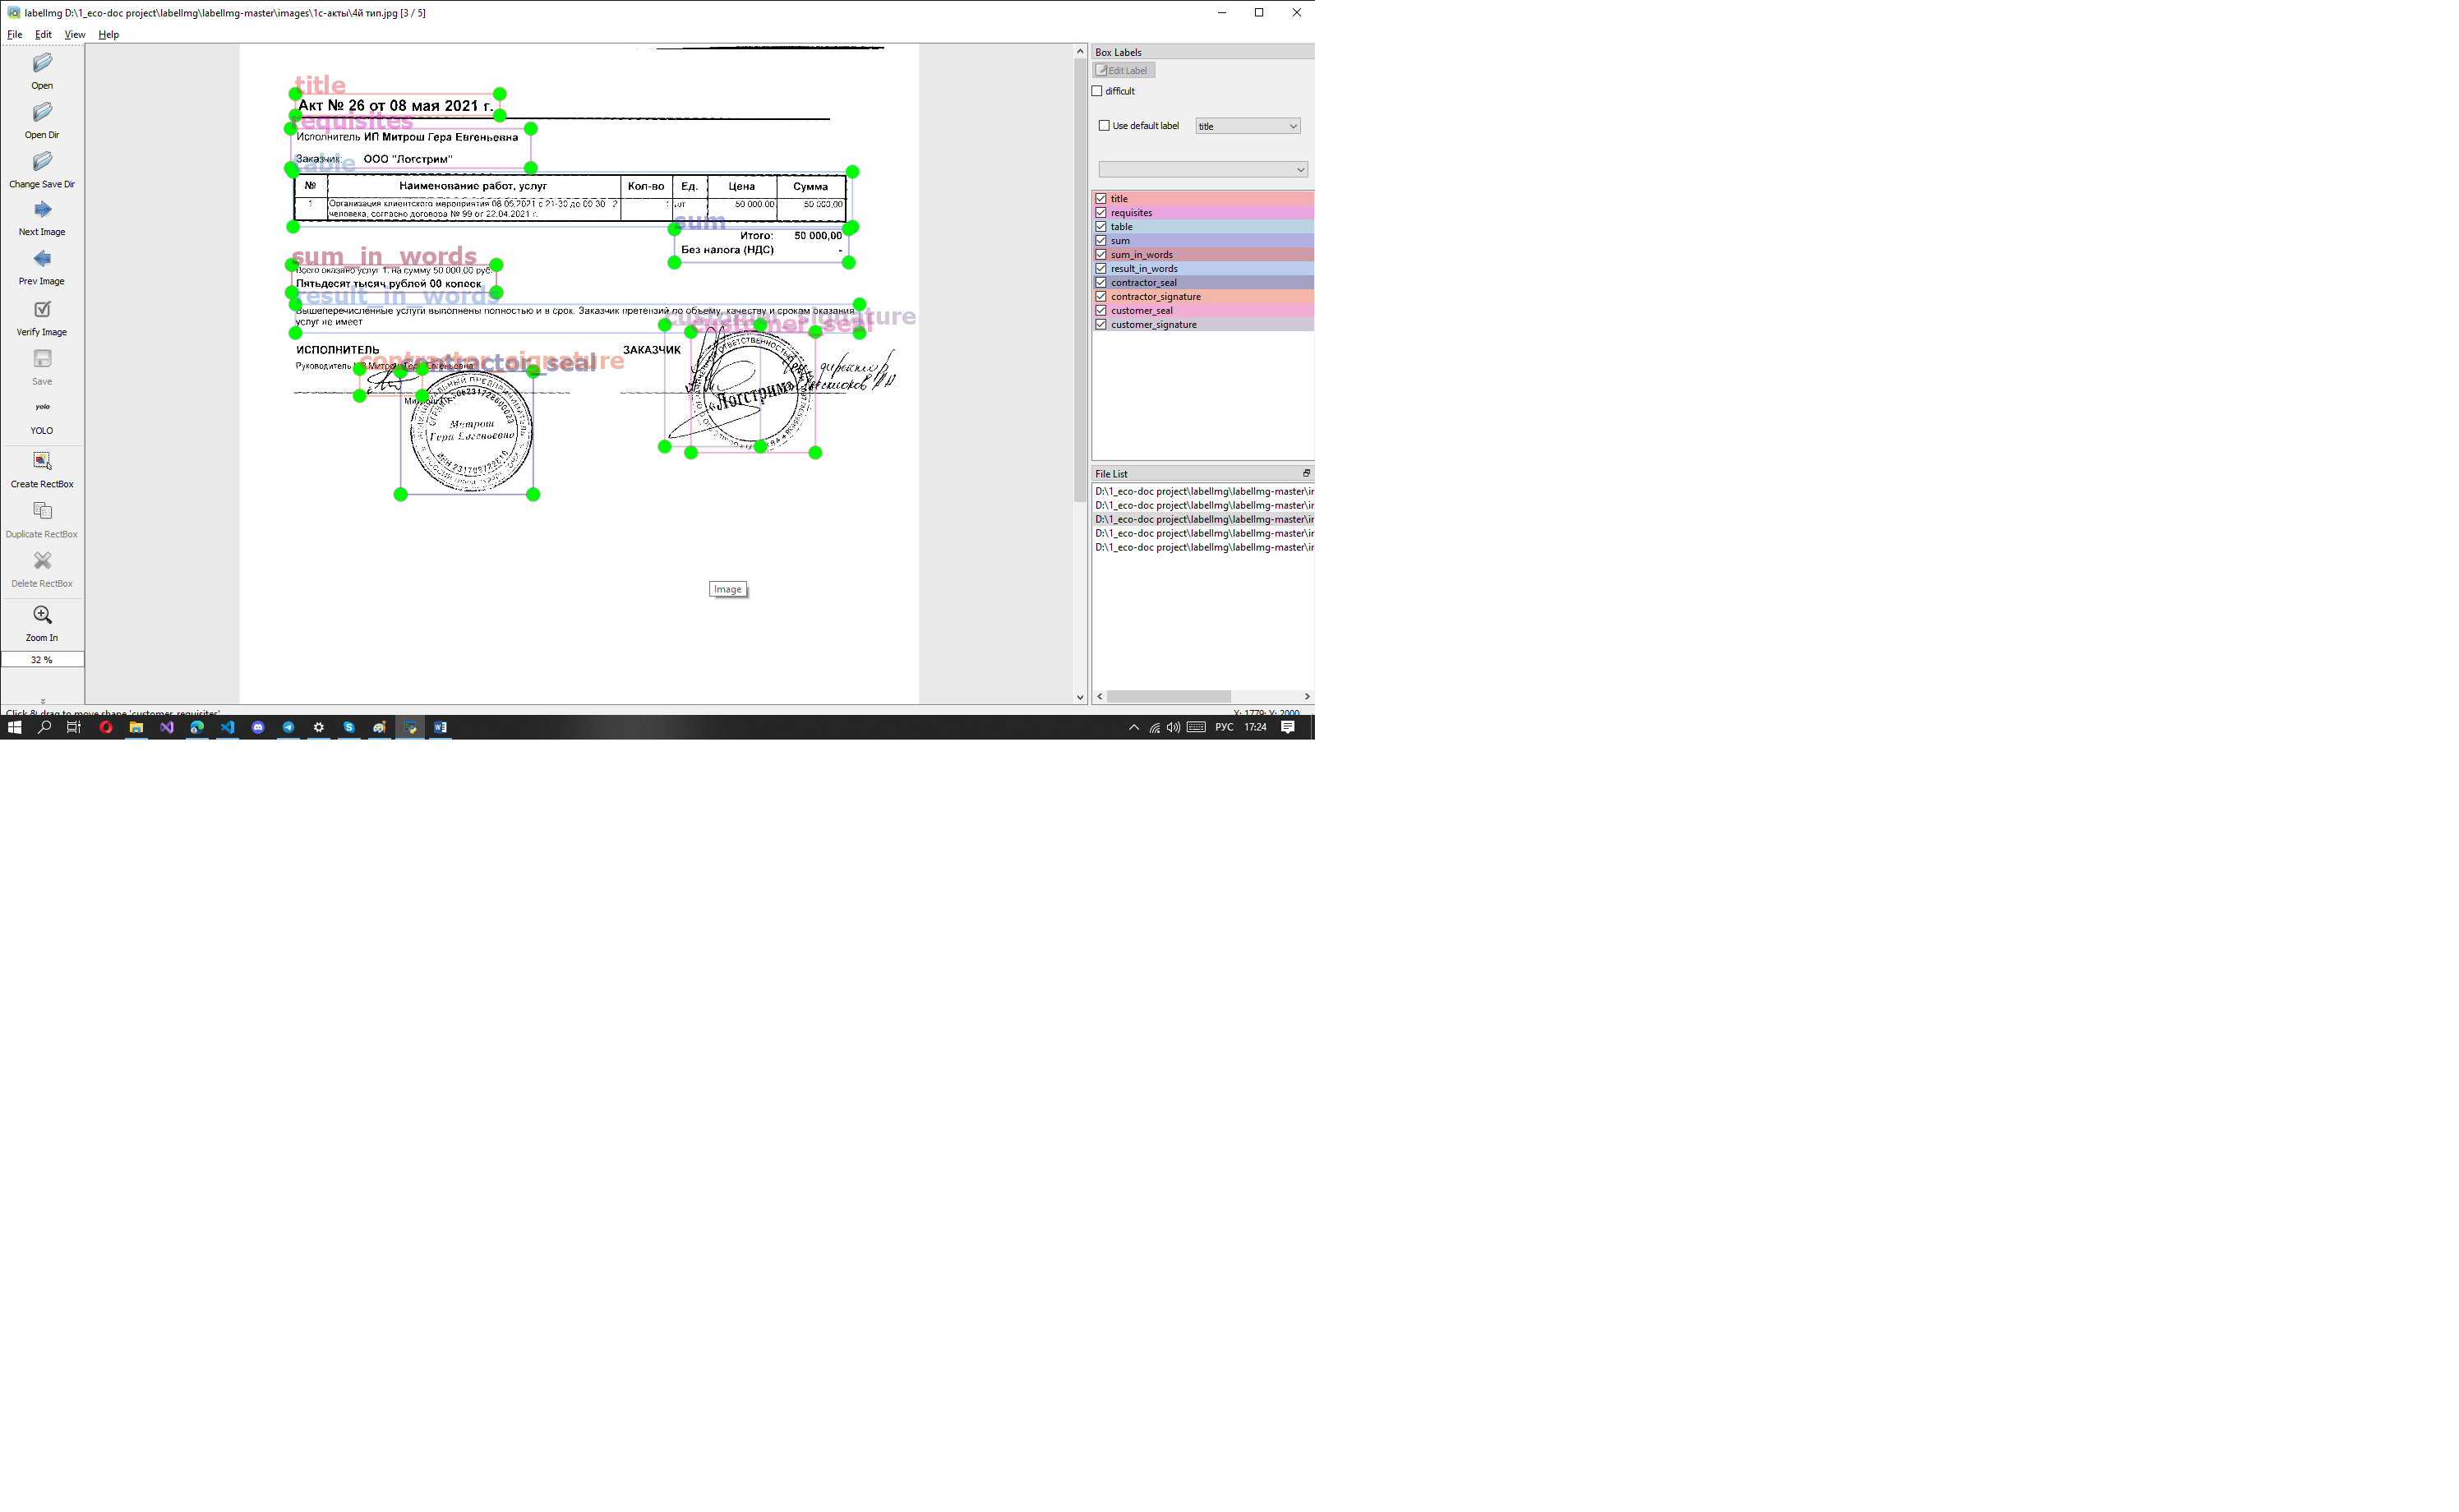 labelImg D:\1_eco-doc project\labelImg\labelImg-master\images\1с-акты\4й тип.jpg [3 / 5]
File Edit View Help
Open
Open Dir
Change Save Dir
Next Image
Prev Image
Verify Image
Save
yolo
YOLO
Create RectBox
Duplicate RectBox
Delete RectBox
Zoom In
32 %
title
Акт № 26 от 08 мая 2021 г.
requisites
Исполнитель ИП Митрош Гера Евгеньевна
table
Заказчик: ООО "Логстрим"
№ Наименование работ, услуг Кол-во Ед. Цена Сумма
1 Организация клиентского мероприятия 08.05.2021 с 21-30 до 00-30 2 шт 50 000,00 50 000,00
человека, согласно договора № 99 от 22.04.2021 г.
sum
Итого: 50 000,00
Без налога (НДС) -
sum_in_words
Всего оказано услуг 1, на сумму 50 000,00 руб.
Пятьдесят тысяч рублей 00 копеек
result_in_words
Вышеперечисленные услуги выполнены полностью и в срок. Заказчик претензий по объему, качеству и срокам оказания
услуг не имеет
customer_signature
customer_seal
ИСПОЛНИТЕЛЬ ЗАКАЗЧИК
contractor_signature
contractor_seal
Руководитель
Митрош
Гера Евгеньевна
«Логстрим»
директор
Image
Box Labels
Edit Label
difficult
Use default label title
title
requisites
table
sum
sum_in_words
result_in_words
contractor_seal
contractor_signature
customer_seal
customer_signature
File List
D:\1_eco-doc project\labelImg\labelImg-master\ir
D:\1_eco-doc project\labelImg\labelImg-master\ir
D:\1_eco-doc project\labelImg\labelImg-master\ir
D:\1_eco-doc project\labelImg\labelImg-master\ir
D:\1_eco-doc project\labelImg\labelImg-master\ir
Click & drag to move shape 'customer_requisites'
X: 1779; Y: 2000
РУС 17:24